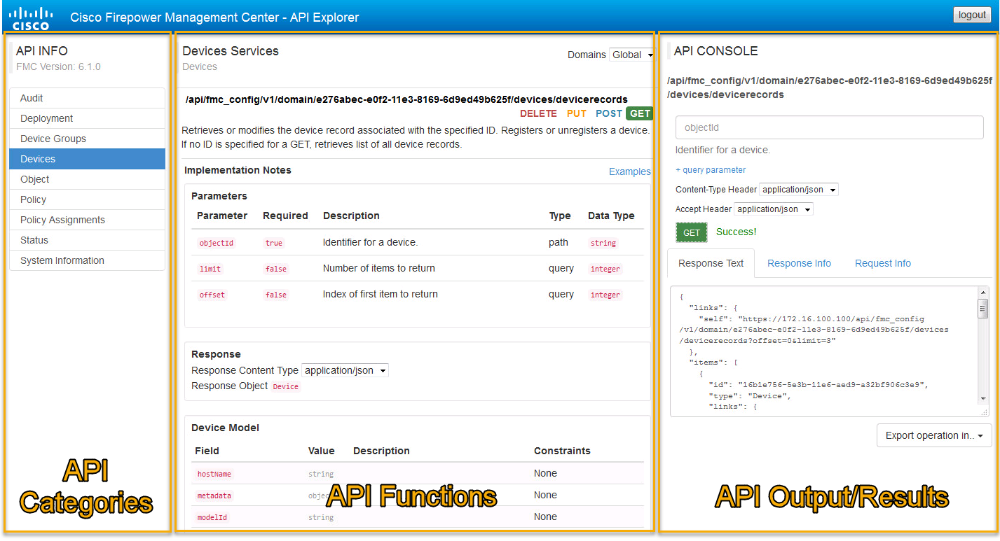 CISCO
Cisco Firepower Management Center - API Explorer
logout
API INFO
FMC Version: 6.1.0
Audit
Deployment
Device Groups
Devices
Object
Policy
Policy Assignments
Status
System Information
API
Categories
Devices Services
Devices
Domains Global
/api/fmc_config/v1/domain/e276abec-e0f2-11e3-8169-6d9ed49b625f/devices/devicerecords
DELETE PUT POST GET
Retrieves or modifies the device record associated with the specified ID. Registers or unregisters a device.
If no ID is specified for a GET, retrieves list of all device records.
Implementation Notes
Examples
Parameters
Parameter Required Description Type Data Type
objectId true Identifier for a device. path string
limit false Number of items to return query integer
offset false Index of first item to return query integer
Response
Response Content Type application/json
Response Object Device
Device Model
Field Value Description Constraints
hostName string None
metadata objec None
modelId string None
API Functions
API CONSOLE
/api/fmc_config/v1/domain/e276abec-e0f2-11e3-8169-6d9ed49b625f
/devices/devicerecords
objectId
Identifier for a device.
+ query parameter
Content-Type Header application/json
Accept Header application/json
GET Success!
Response Text Response Info Request Info
{
"links": {
"self": "https://172.16.100.100/api/fmc_config
/v1/domain/e276abec-e0f2-11e3-8169-6d9ed49b625f/devices
/devicerecords?offset=0&limit=3"
},
"items": [
{
"id": "16b1e756-5e3b-11e6-aed9-a32bf906c3e9",
"type": "Device",
"links": {
Export operation in..
API Output/Results